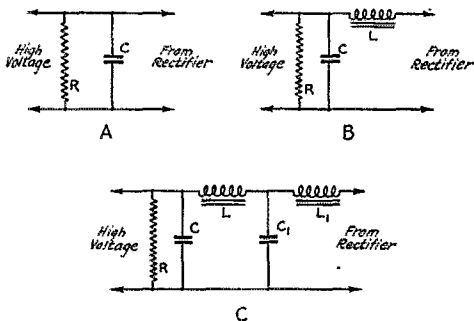 High
Voltage
R
C
From
Rectifier
A
High
Voltage
R
C
L
From
Rectifier
B
High
Voltage
R
C
L
C₁
L₁
From
Rectifier
C